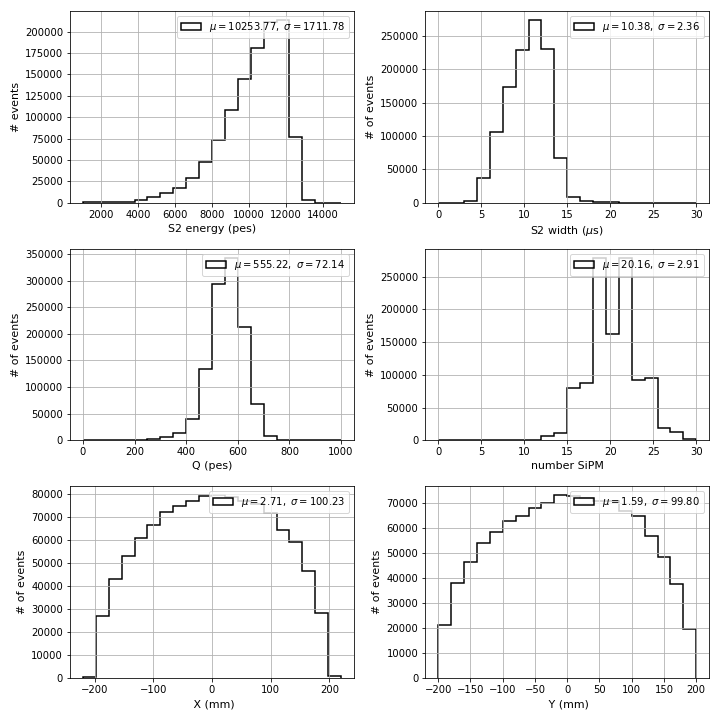 μ = 10253.77, σ = 1711.78
200000
175000
150000
125000
100000
75000
50000
25000
0
# events
2000 4000 6000 8000 10000 12000 14000
S2 energy (pes)
μ = 10.38, σ = 2.36
250000
200000
150000
100000
50000
0
# of events
0 5 10 15 20 25 30
S2 width (μs)
μ = 555.22, σ = 72.14
350000
300000
250000
200000
150000
100000
50000
0
# of events
0 200 400 600 800 1000
Q (pes)
μ = 20.16, σ = 2.91
250000
200000
150000
100000
50000
0
# of events
0 5 10 15 20 25 30
number SiPM
μ = 2.71, σ = 100.23
80000
70000
60000
50000
40000
30000
20000
10000
0
# of events
−200 −100 0 100 200
X (mm)
μ = 1.59, σ = 99.80
70000
60000
50000
40000
30000
20000
10000
0
# of events
−200 −150 −100 −50 0 50 100 150 200
Y (mm)